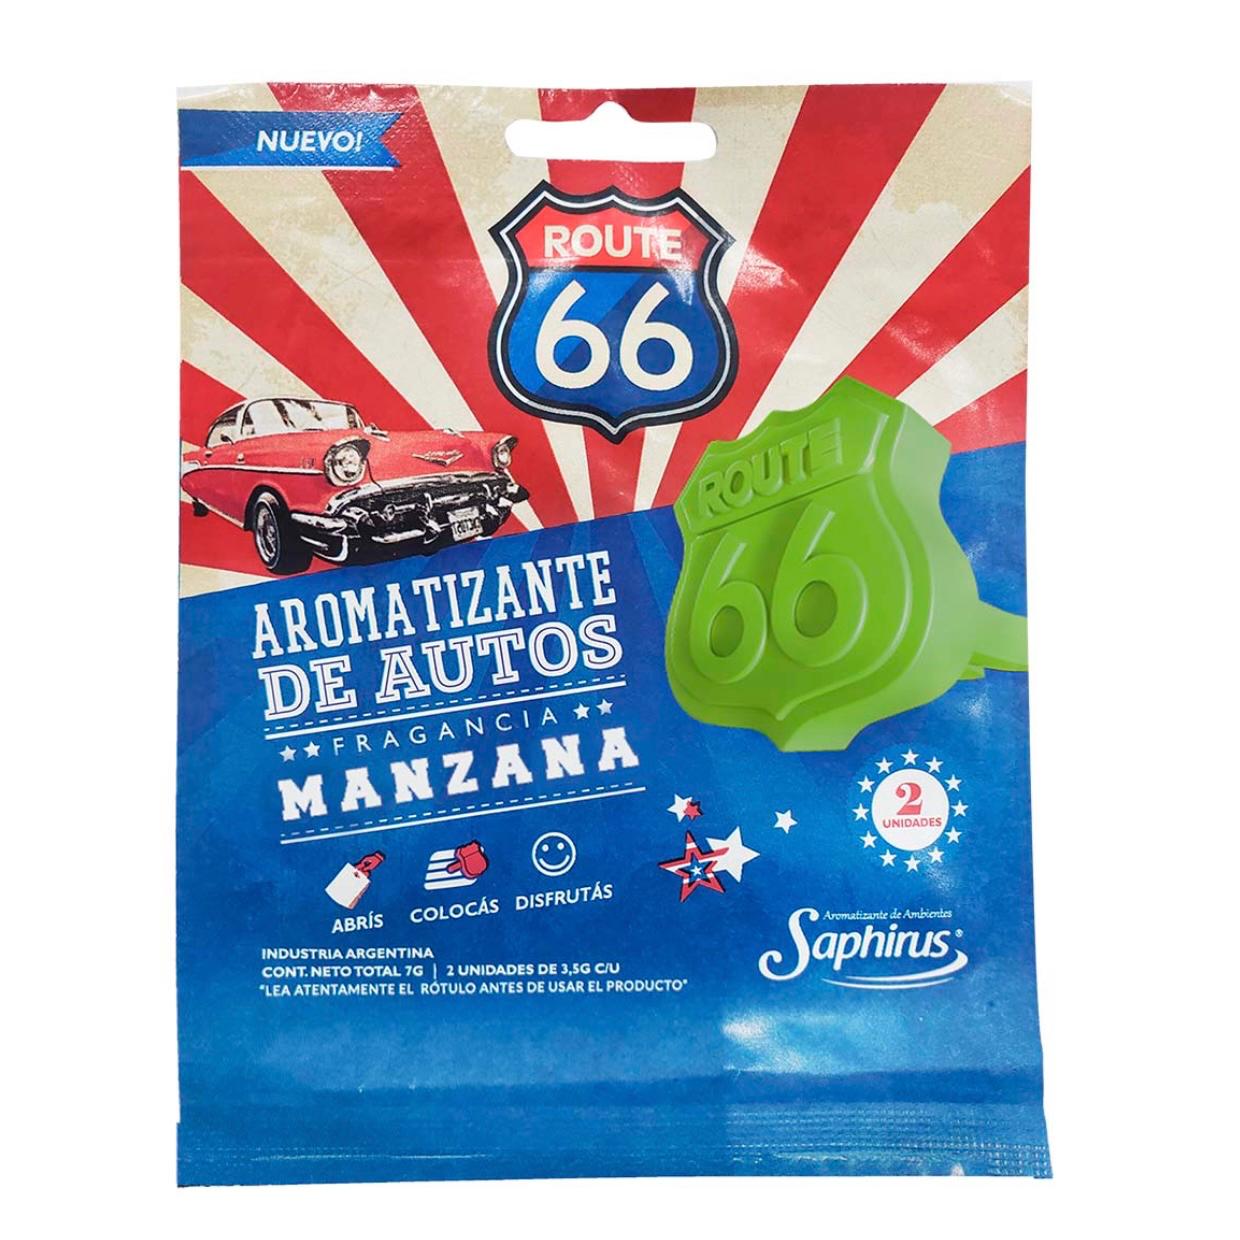 NUEVO!
ROUTE
66
ROUTE
66
AROMATIZANTE
DE AUTOS
FRAGANCIA
MANZANA
2
UNIDADES
ABRÍS
COLOCÁS
DISFRUTÁS
Aromatizante de Ambientes
Saphirus®
INDUSTRIA ARGENTINA
CONT. NETO TOTAL 7G | 2 UNIDADES DE 3,5G C/U
"LEA ATENTAMENTE EL RÓTULO ANTES DE USAR EL PRODUCTO"